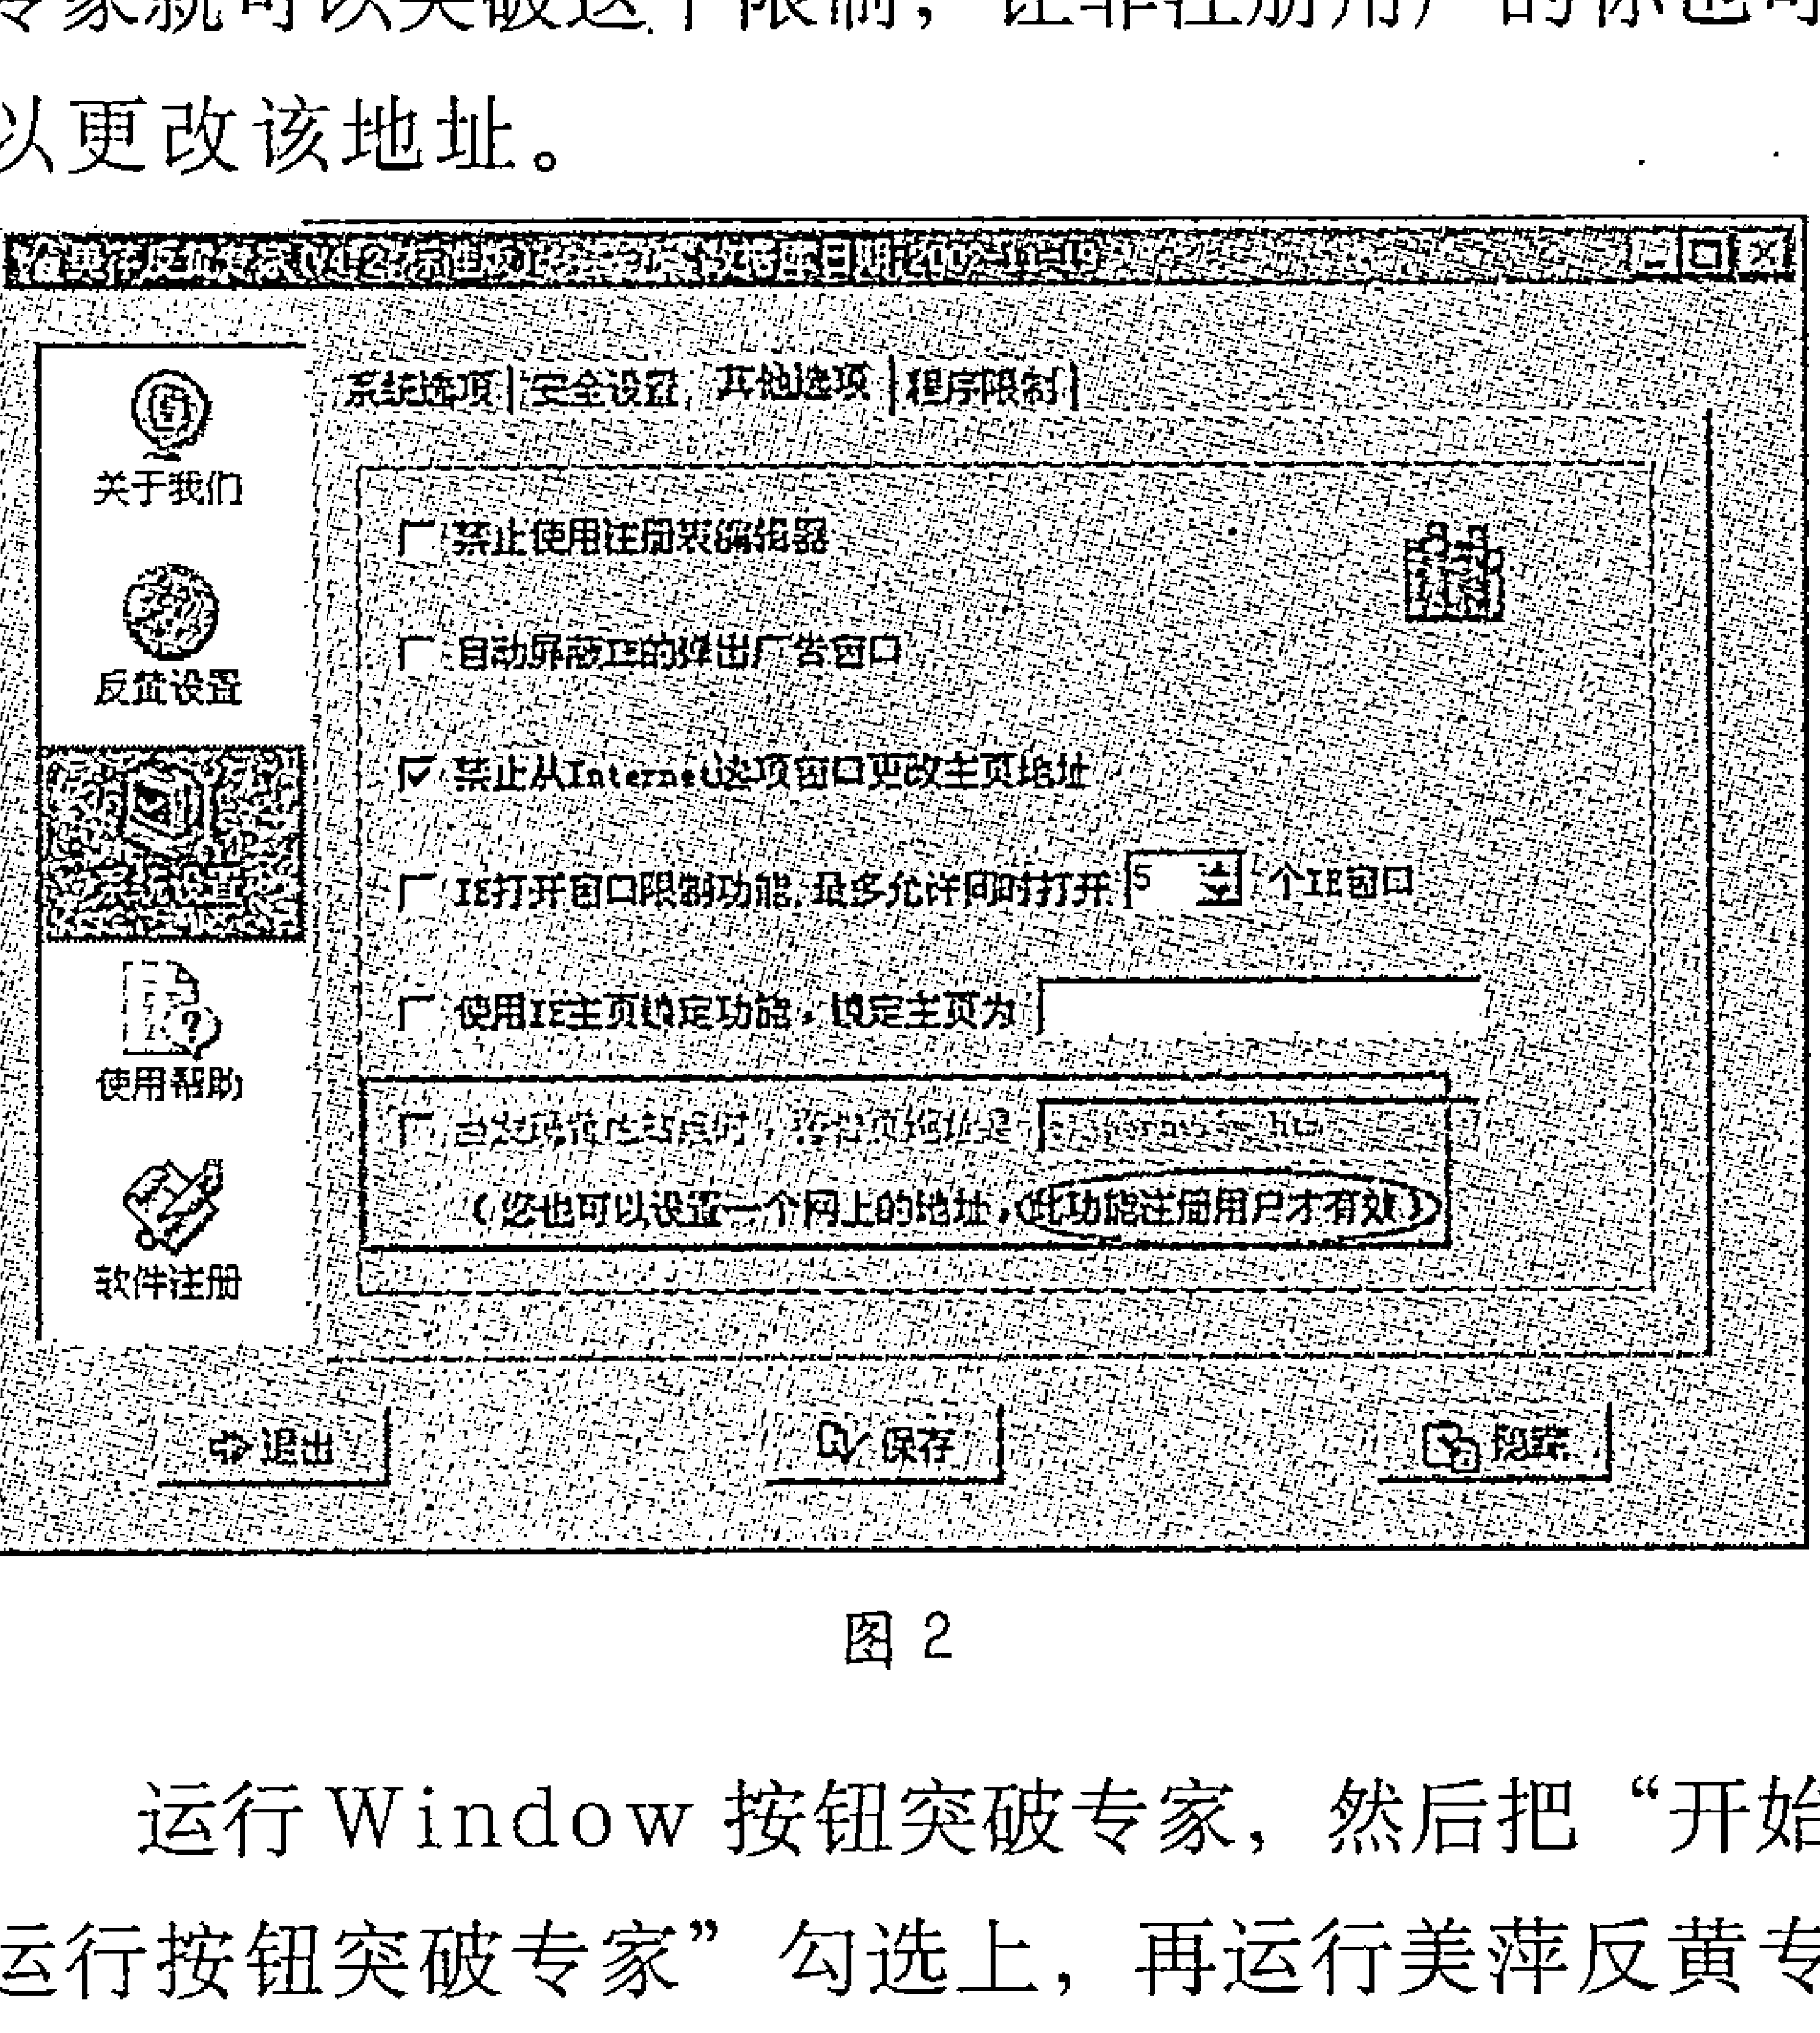 专家就可以突破这个限制，让非注册用户的你也可
以更改该地址。
系统选项 安全设置 其他选项 程序限制
关于我们
反黄设置
使用帮助
软件注册
禁止使用注册表编辑器
自动屏蔽IE的弹出广告窗口
禁止从Internet选项窗口更改主页地址
IE打开窗口限制功能,最多允许同时打开 5 个IE窗口
使用IE主页锁定功能，锁定主页为
(您也可以设置一个网上的地址，此功能注册用户才有效)
退出 保存 隐藏
图 2
运行Window 按钮突破专家，然后把“开始
运行按钮突破专家”勾选上，再运行美萍反黄专